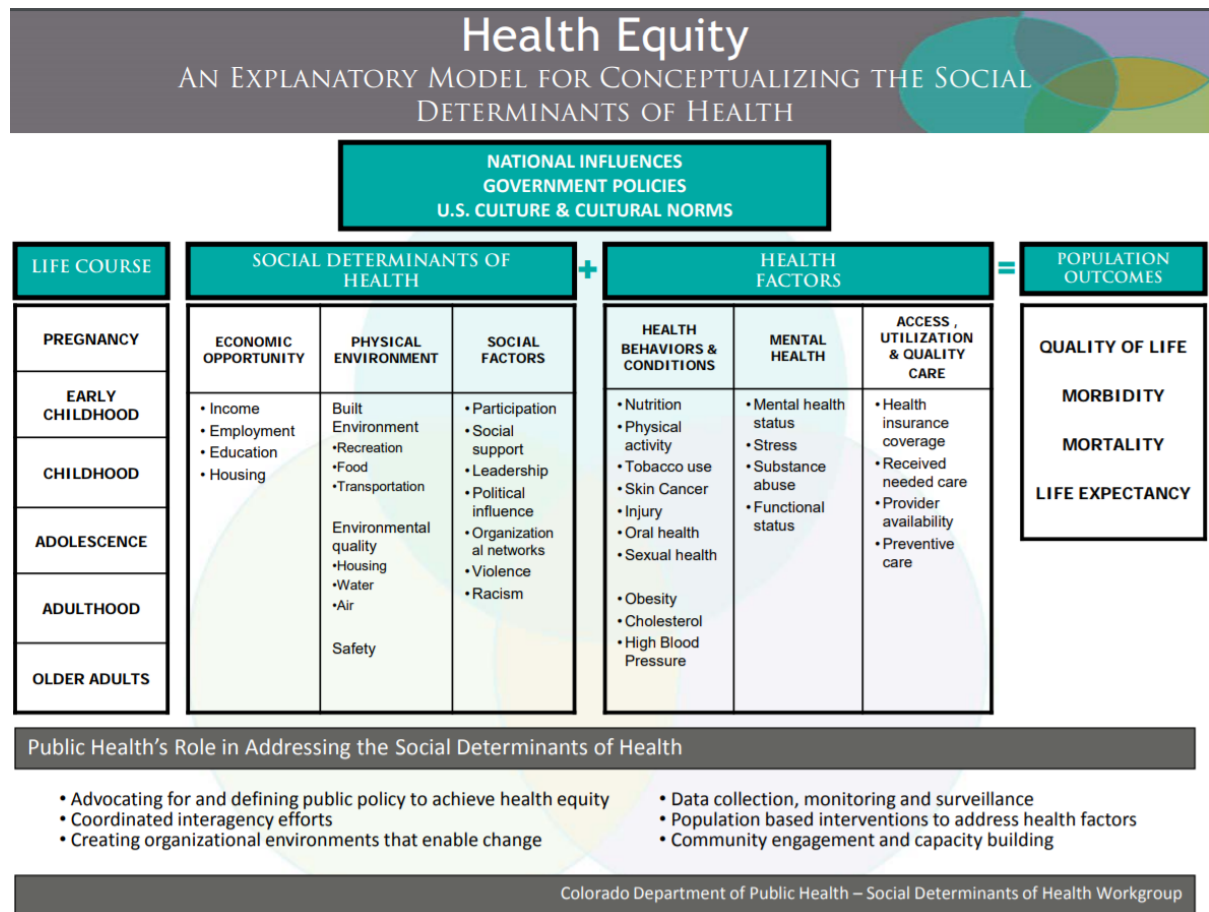 Health Equity
AN EXPLANATORY MODEL FOR CONCEPTUALIZING THE SOCIAL
DETERMINANTS OF HEALTH
NATIONAL INFLUENCES
GOVERNMENT POLICIES
U.S. CULTURE & CULTURAL NORMS
LIFE COURSE
PREGNANCY
EARLY
CHILDHOOD
CHILDHOOD
ADOLESCENCE
ADULTHOOD
OLDER ADULTS
SOCIAL DETERMINANTS OF
HEALTH
ECONOMIC
OPPORTUNITY
• Income
• Employment
• Education
• Housing
PHYSICAL
ENVIRONMENT
Built
Environment
•Recreation
•Food
•Transportation
Environmental
quality
•Housing
•Water
•Air
Safety
SOCIAL
FACTORS
• Participation
• Social
support
• Leadership
• Political
influence
• Organization
al networks
• Violence
• Racism
+
HEALTH
FACTORS
HEALTH
BEHAVIORS &
CONDITIONS
• Nutrition
• Physical
activity
• Tobacco use
• Skin Cancer
• Injury
• Oral health
• Sexual health
• Obesity
• Cholesterol
• High Blood
Pressure
MENTAL
HEALTH
• Mental health
status
• Stress
• Substance
abuse
• Functional
status
ACCESS ,
UTILIZATION
& QUALITY
CARE
• Health
insurance
coverage
• Received
needed care
• Provider
availability
• Preventive
care
=
POPULATION
OUTCOMES
QUALITY OF LIFE
MORBIDITY
MORTALITY
LIFE EXPECTANCY
Public Health's Role in Addressing the Social Determinants of Health
• Advocating for and defining public policy to achieve health equity
• Coordinated interagency efforts
• Creating organizational environments that enable change
• Data collection, monitoring and surveillance
• Population based interventions to address health factors
• Community engagement and capacity building
Colorado Department of Public Health – Social Determinants of Health Workgroup